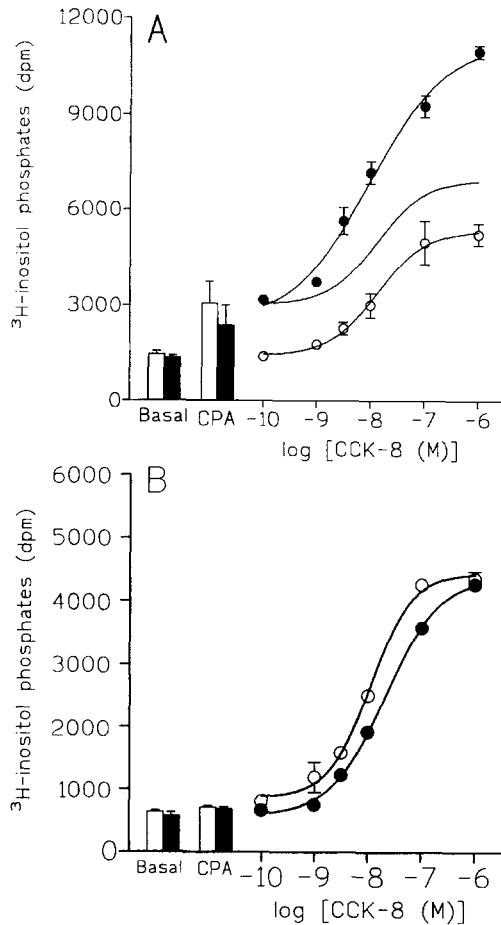 A
³H-inositol phosphates (dpm)
12000
9000
6000
3000
0
Basal CPA -10 -9 -8 -7 -6
log [CCK-8 (M)]
B
³H-inositol phosphates (dpm)
6000
5000
4000
3000
2000
1000
0
Basal CPA -10 -9 -8 -7 -6
log [CCK-8 (M)]